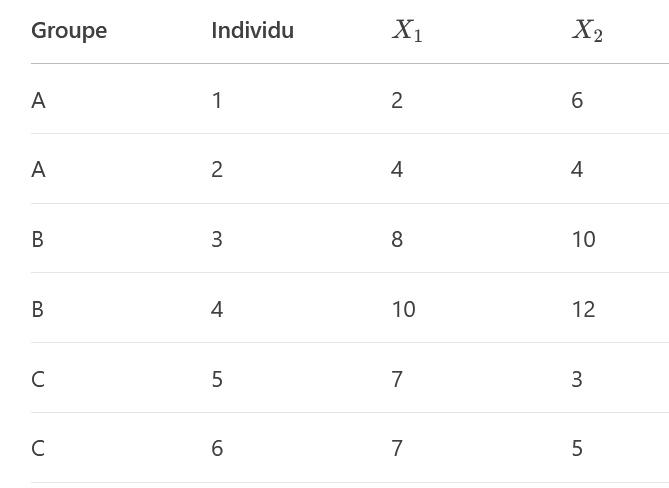 Groupe Individu X₁ X₂
A 1 2 6
A 2 4 4
B 3 8 10
B 4 10 12
C 5 7 3
C 6 7 5